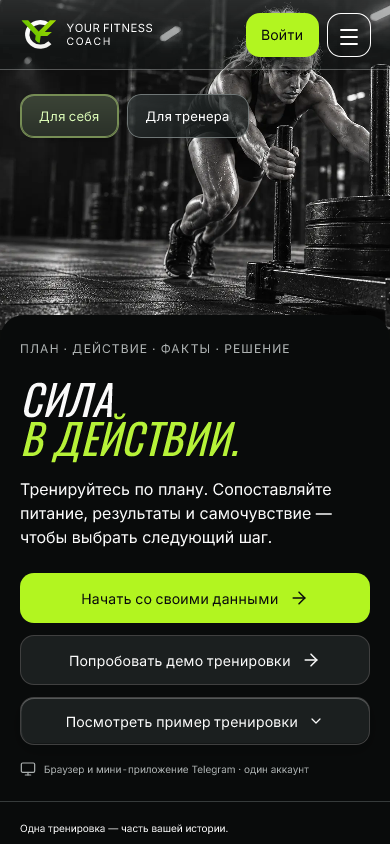 YOUR FITNESS
COACH
Войти
Для себя
Для тренера
ПЛАН · ДЕЙСТВИЕ · ФАКТЫ · РЕШЕНИЕ
СИЛА
В ДЕЙСТВИИ.
Тренируйтесь по плану. Сопоставляйте
питание, результаты и самочувствие —
чтобы выбрать следующий шаг.
Начать со своими данными
Попробовать демо тренировки
Посмотреть пример тренировки
Браузер и мини-приложение Telegram · один аккаунт
Одна тренировка — часть вашей истории.